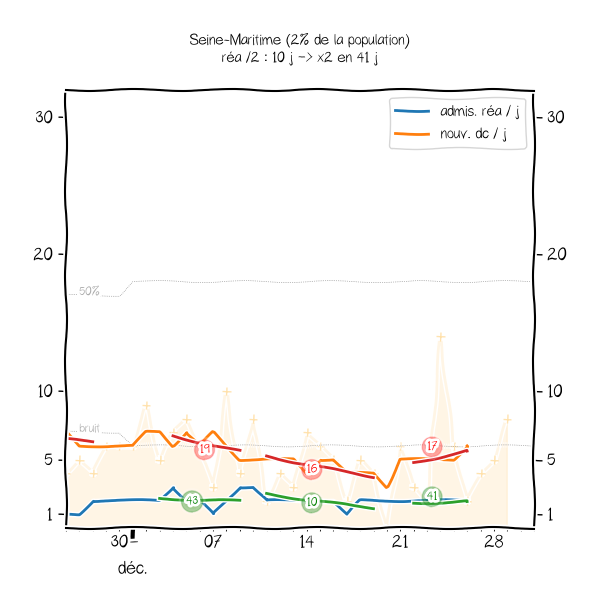 Seine-Maritime (2% de la population)
réa /2 : 10 j -> x2 en 41 j
admis. réa / j
nouv. dc / j
30 30
20 20
50%
10 10
bruit
19 17
5 16 5
43 10 41
1 1
30 07 14 21 28
déc.